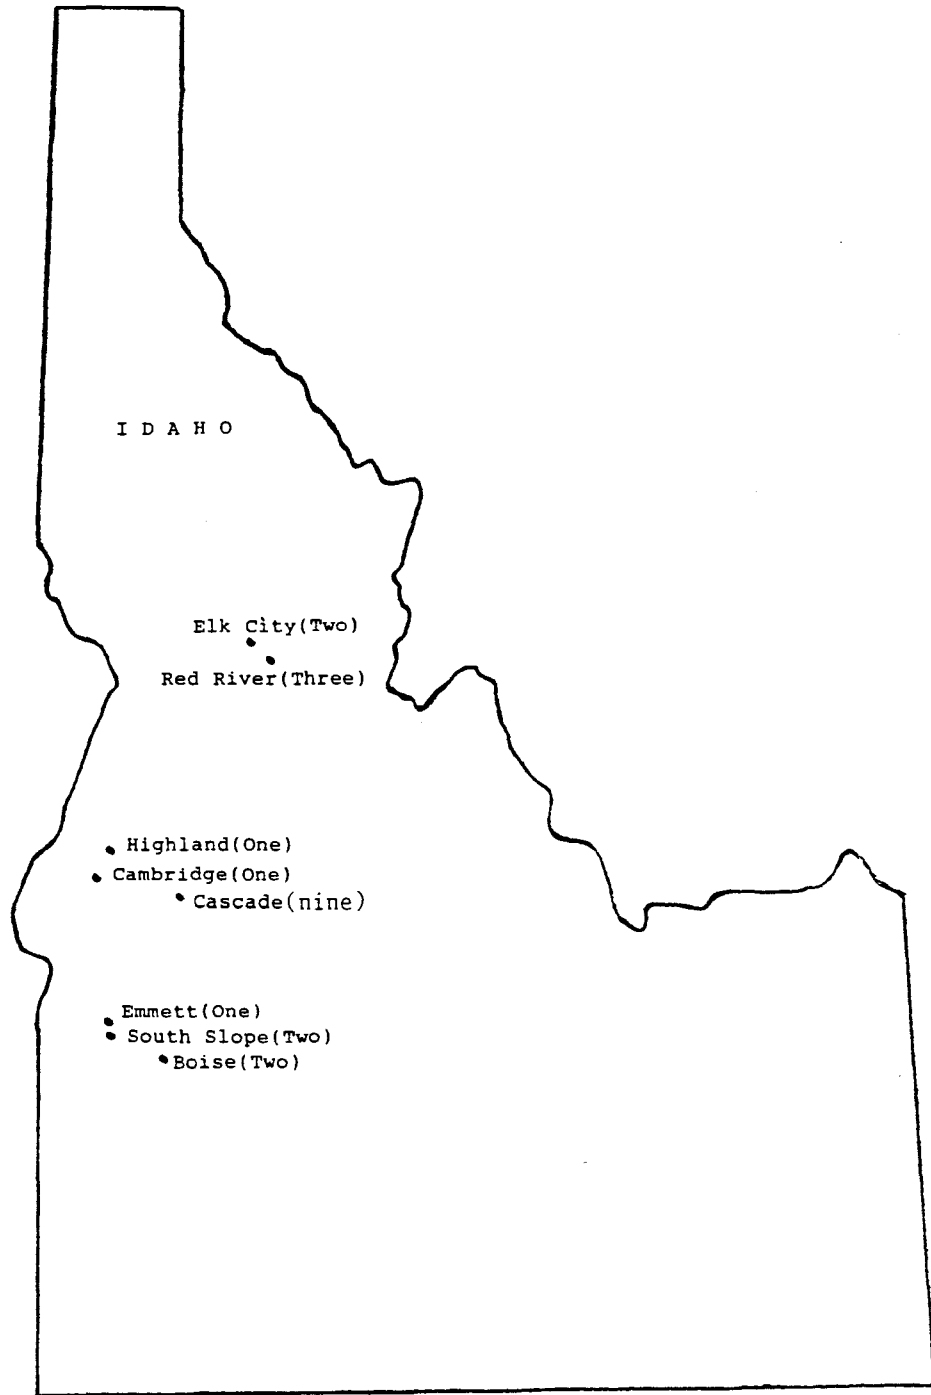 I D A H O
Elk City(Two)
Red River(Three)
Highland(One)
Cambridge(One)
Cascade(nine)
Emmett(One)
South Slope(Two)
Boise(Two)